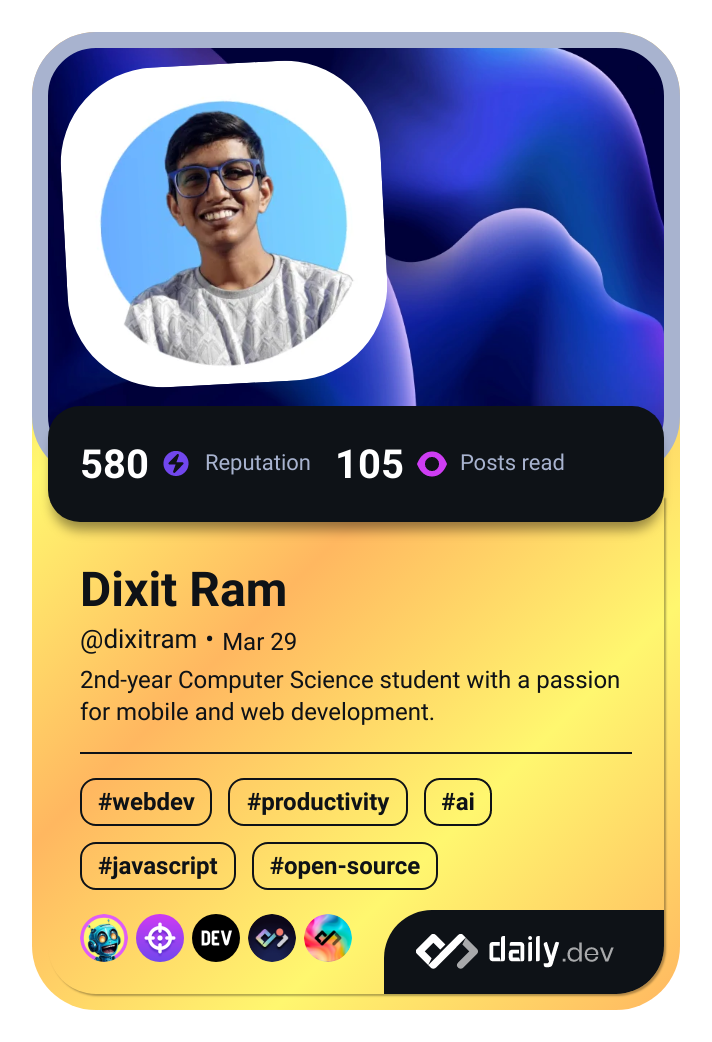 580 Reputation 105 Posts read
Dixit Ram
@dixitram • Mar 29
2nd-year Computer Science student with a passion
for mobile and web development.
#webdev #productivity #ai
#javascript #open-source
DEV
daily.dev